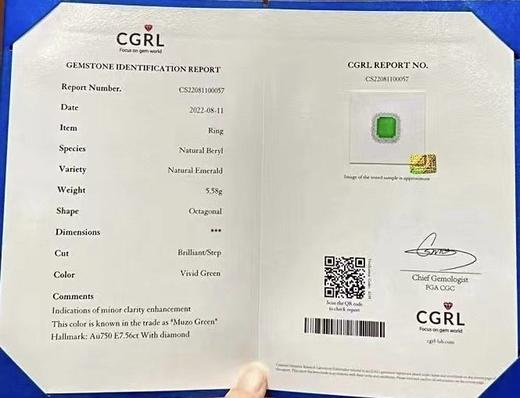 CGRL
Focus on gem world
GEMSTONE IDENTIFICATION REPORT
Report Number. CS22081100057
Date 2022-08-11
Item Ring
Species Natural Beryl
Variety Natural Emerald
Weight 5.58g
Shape Octagonal
Dimensions ***
Cut Brilliant/Step
Color Vivid Green
Comments
Indications of minor clarity enhancement
This color is known in the trade as "Muzo Green"
Hallmark: Au750 E7.56ct With diamond
CGRL REPORT NO.
CS22081100057
Image of the tested sample is approximate
Scan the QR code
to check report
Chief Gemologist
FGA CGC
CGRL
Focus on gem world
cgrl-lab.com